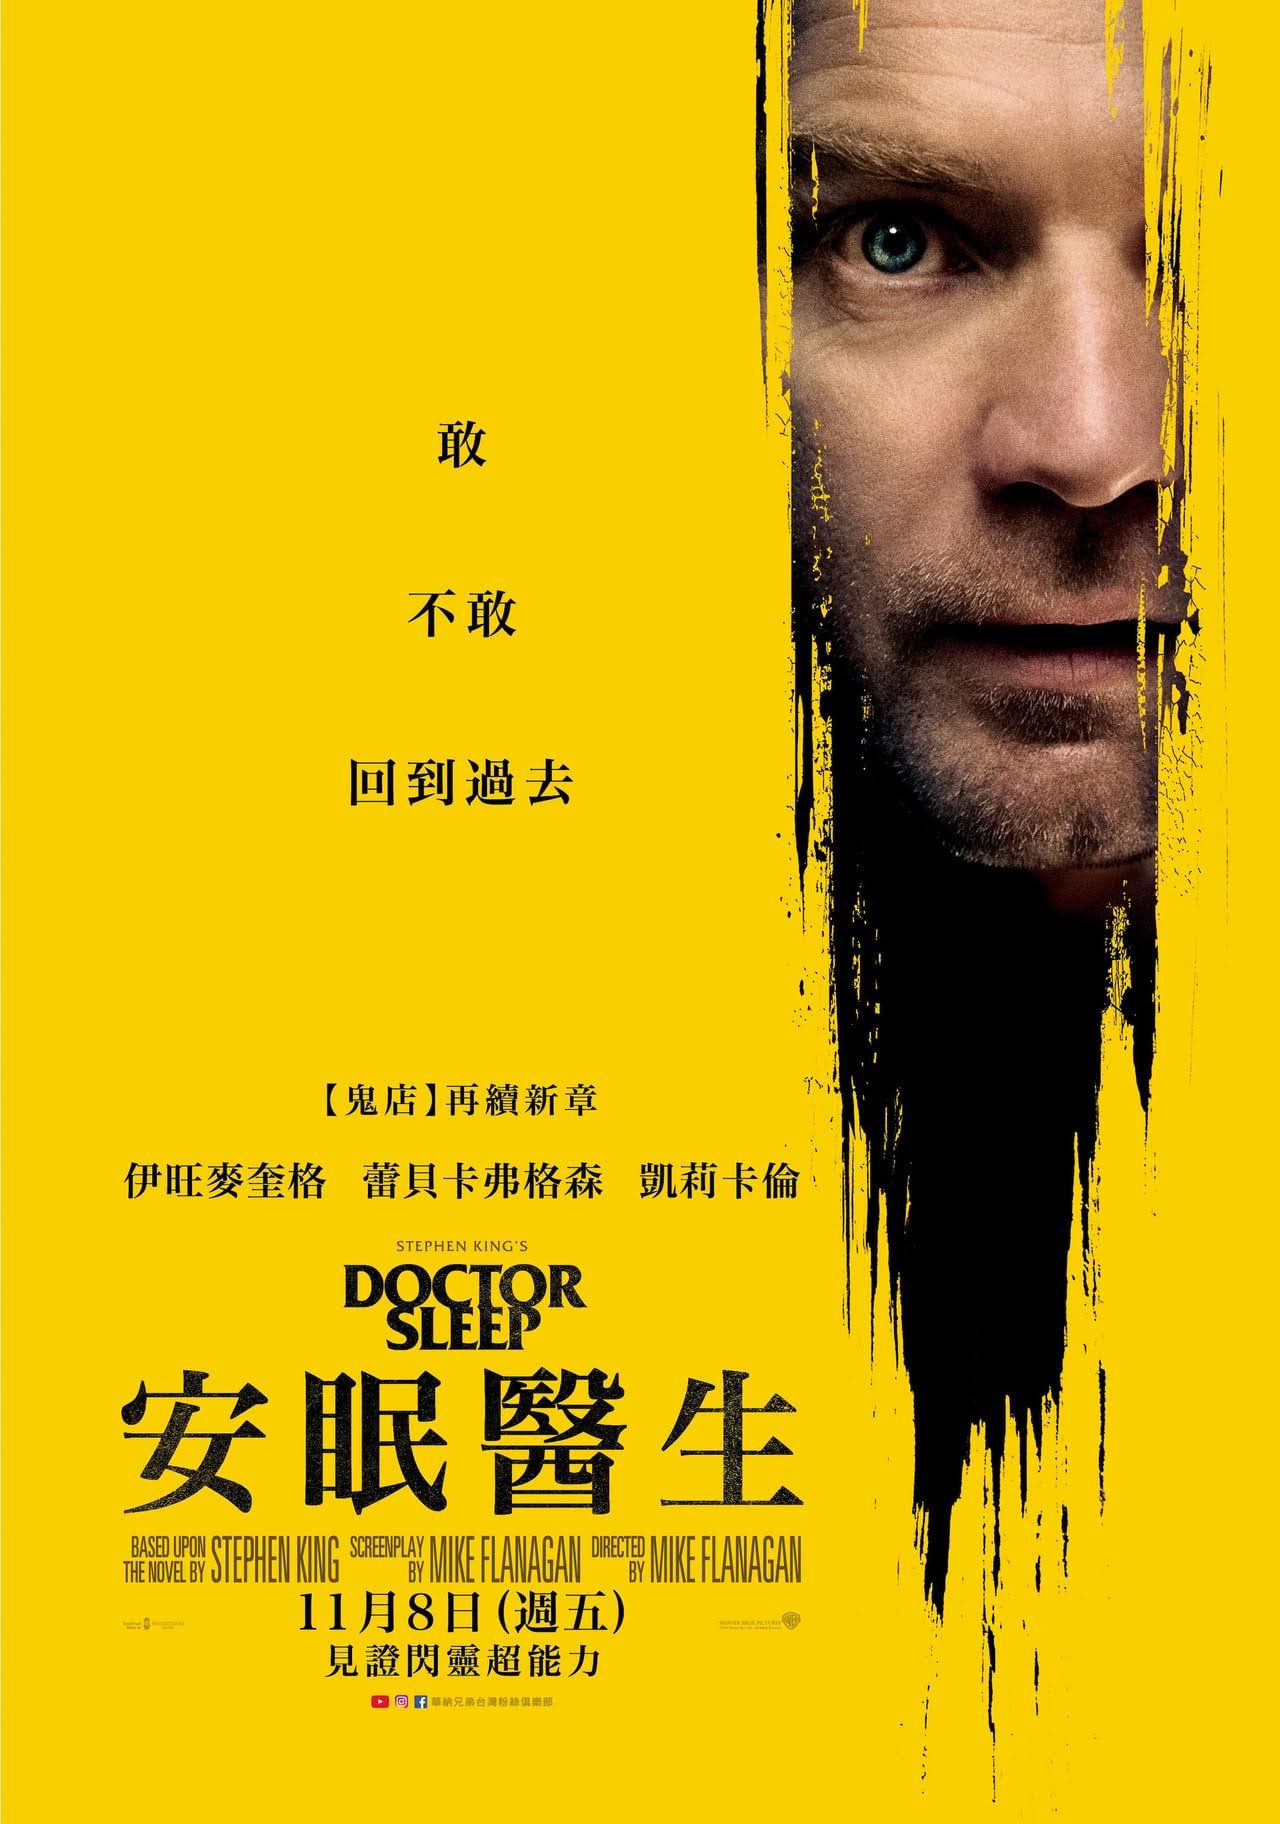 敢
不敢
回到過去
【鬼店】再續新章
伊旺麥奎格 蕾貝卡弗格森 凱莉卡倫
STEPHEN KING'S
DOCTOR
SLEEP
安眠醫生
BASED UPON THE NOVEL BY STEPHEN KING SCREENPLAY BY MIKE FLANAGAN DIRECTED BY MIKE FLANAGAN
11月8日(週五)
見證閃靈超能力
華納兄弟台灣粉絲俱樂部
WARNER BROS. PICTURES